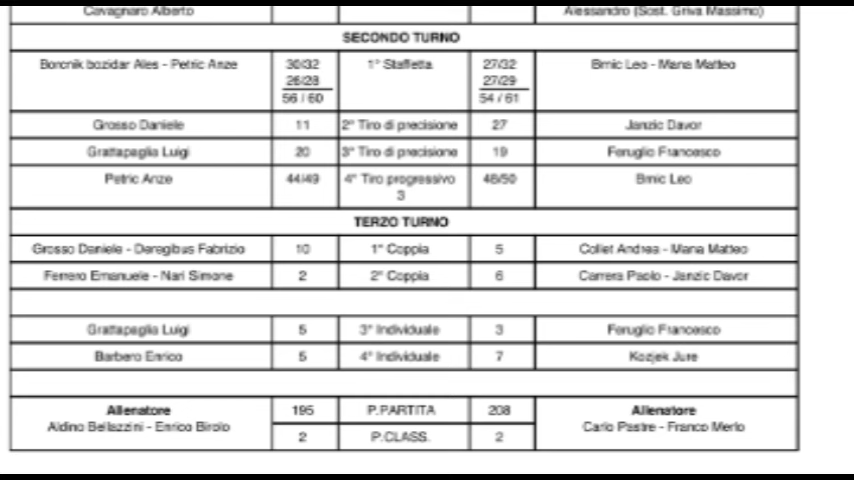 Cavagnaro Alberto Alessandro (Sost. Griva Massimo)
SECONDO TURNO
Boronik bozidar Ales - Petric Anze 30/32 1° Staffetta 27/32 Brnic Leo - Mana Matteo
26/28 27/29
56 / 60 54 / 61
Grosso Daniele 11 2° Tiro di precisione 27 Janzic Davor
Grattapaglia Luigi 20 3° Tiro di precisione 19 Feruglio Francesco
Petric Anze 44/49 4° Tiro progressivo 48/50 Brnic Leo
3
TERZO TURNO
Grosso Daniele - Deregibus Fabrizio 10 1° Coppia 5 Collet Andrea - Mana Matteo
Ferrero Emanuele - Nari Simone 2 2° Coppia 6 Carrera Paolo - Janzic Davor
Grattapaglia Luigi 5 3° Individuale 3 Feruglio Francesco
Barbero Enrico 5 4° Individuale 7 Kozjek Jure
Allenatore 195 P.PARTITA 208 Allenatore
Aldino Bellazzini - Enrico Birolo Carlo Pastre - Franco Merlo
2 P.CLASS. 2